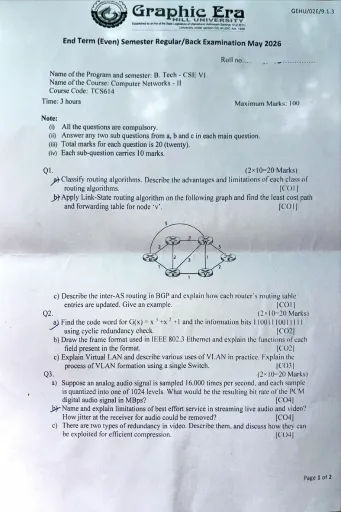 Graphic Era
HILL UNIVERSITY
GEHU/02E/9.1.3
End Term (Even) Semester Regular/Back Examination May 2026
Roll no....
Name of the Program and semester: B. Tech - CSE VI
Name of the Course: Computer Networks - II
Course Code: TCS614
Time: 3 hours Maximum Marks: 100
Note:
(i) All the questions are compulsory.
(ii) Answer any two sub questions from a, b and c in each main question.
(iii) Total marks for each question is 20 (twenty).
(iv) Each sub-question carries 10 marks.
Q1. (2×10=20 Marks)
a) Classify routing algorithms. Describe the advantages and limitations of each class of
routing algorithms. [CO1]
b) Apply Link-State routing algorithm on the following graph and find the least cost path
and forwarding table for node 'v'. [CO1]
c) Describe the inter-AS routing in BGP and explain how each router's routing table
entries are updated. Give an example. [CO1]
Q2. (2×10=20 Marks)
a) Find the code word for G(x) = x³+x²+1 and the information bits
using cyclic redundancy check. [CO2]
b) Draw the frame format used in IEEE 802.3 Ethernet and explain the functions of each
field present in the format. [CO2]
c) Explain Virtual LAN and describe various uses of VLAN in practice. Explain the
process of VLAN formation using a single Switch. [CO3]
Q3. (2×10=20 Marks)
a) Suppose an analog audio signal is sampled 16,000 times per second, and each sample
is quantized into one of 1024 levels. What would be the resulting bit rate of the PCM
digital audio signal in MBps? [CO4]
b) Name and explain limitations of best effort service in streaming live audio and video?
How jitter at the receiver for audio could be removed? [CO4]
c) There are two types of redundancy in video. Describe them, and discuss how they can
be exploited for efficient compression. [CO4]
Page 1 of 2